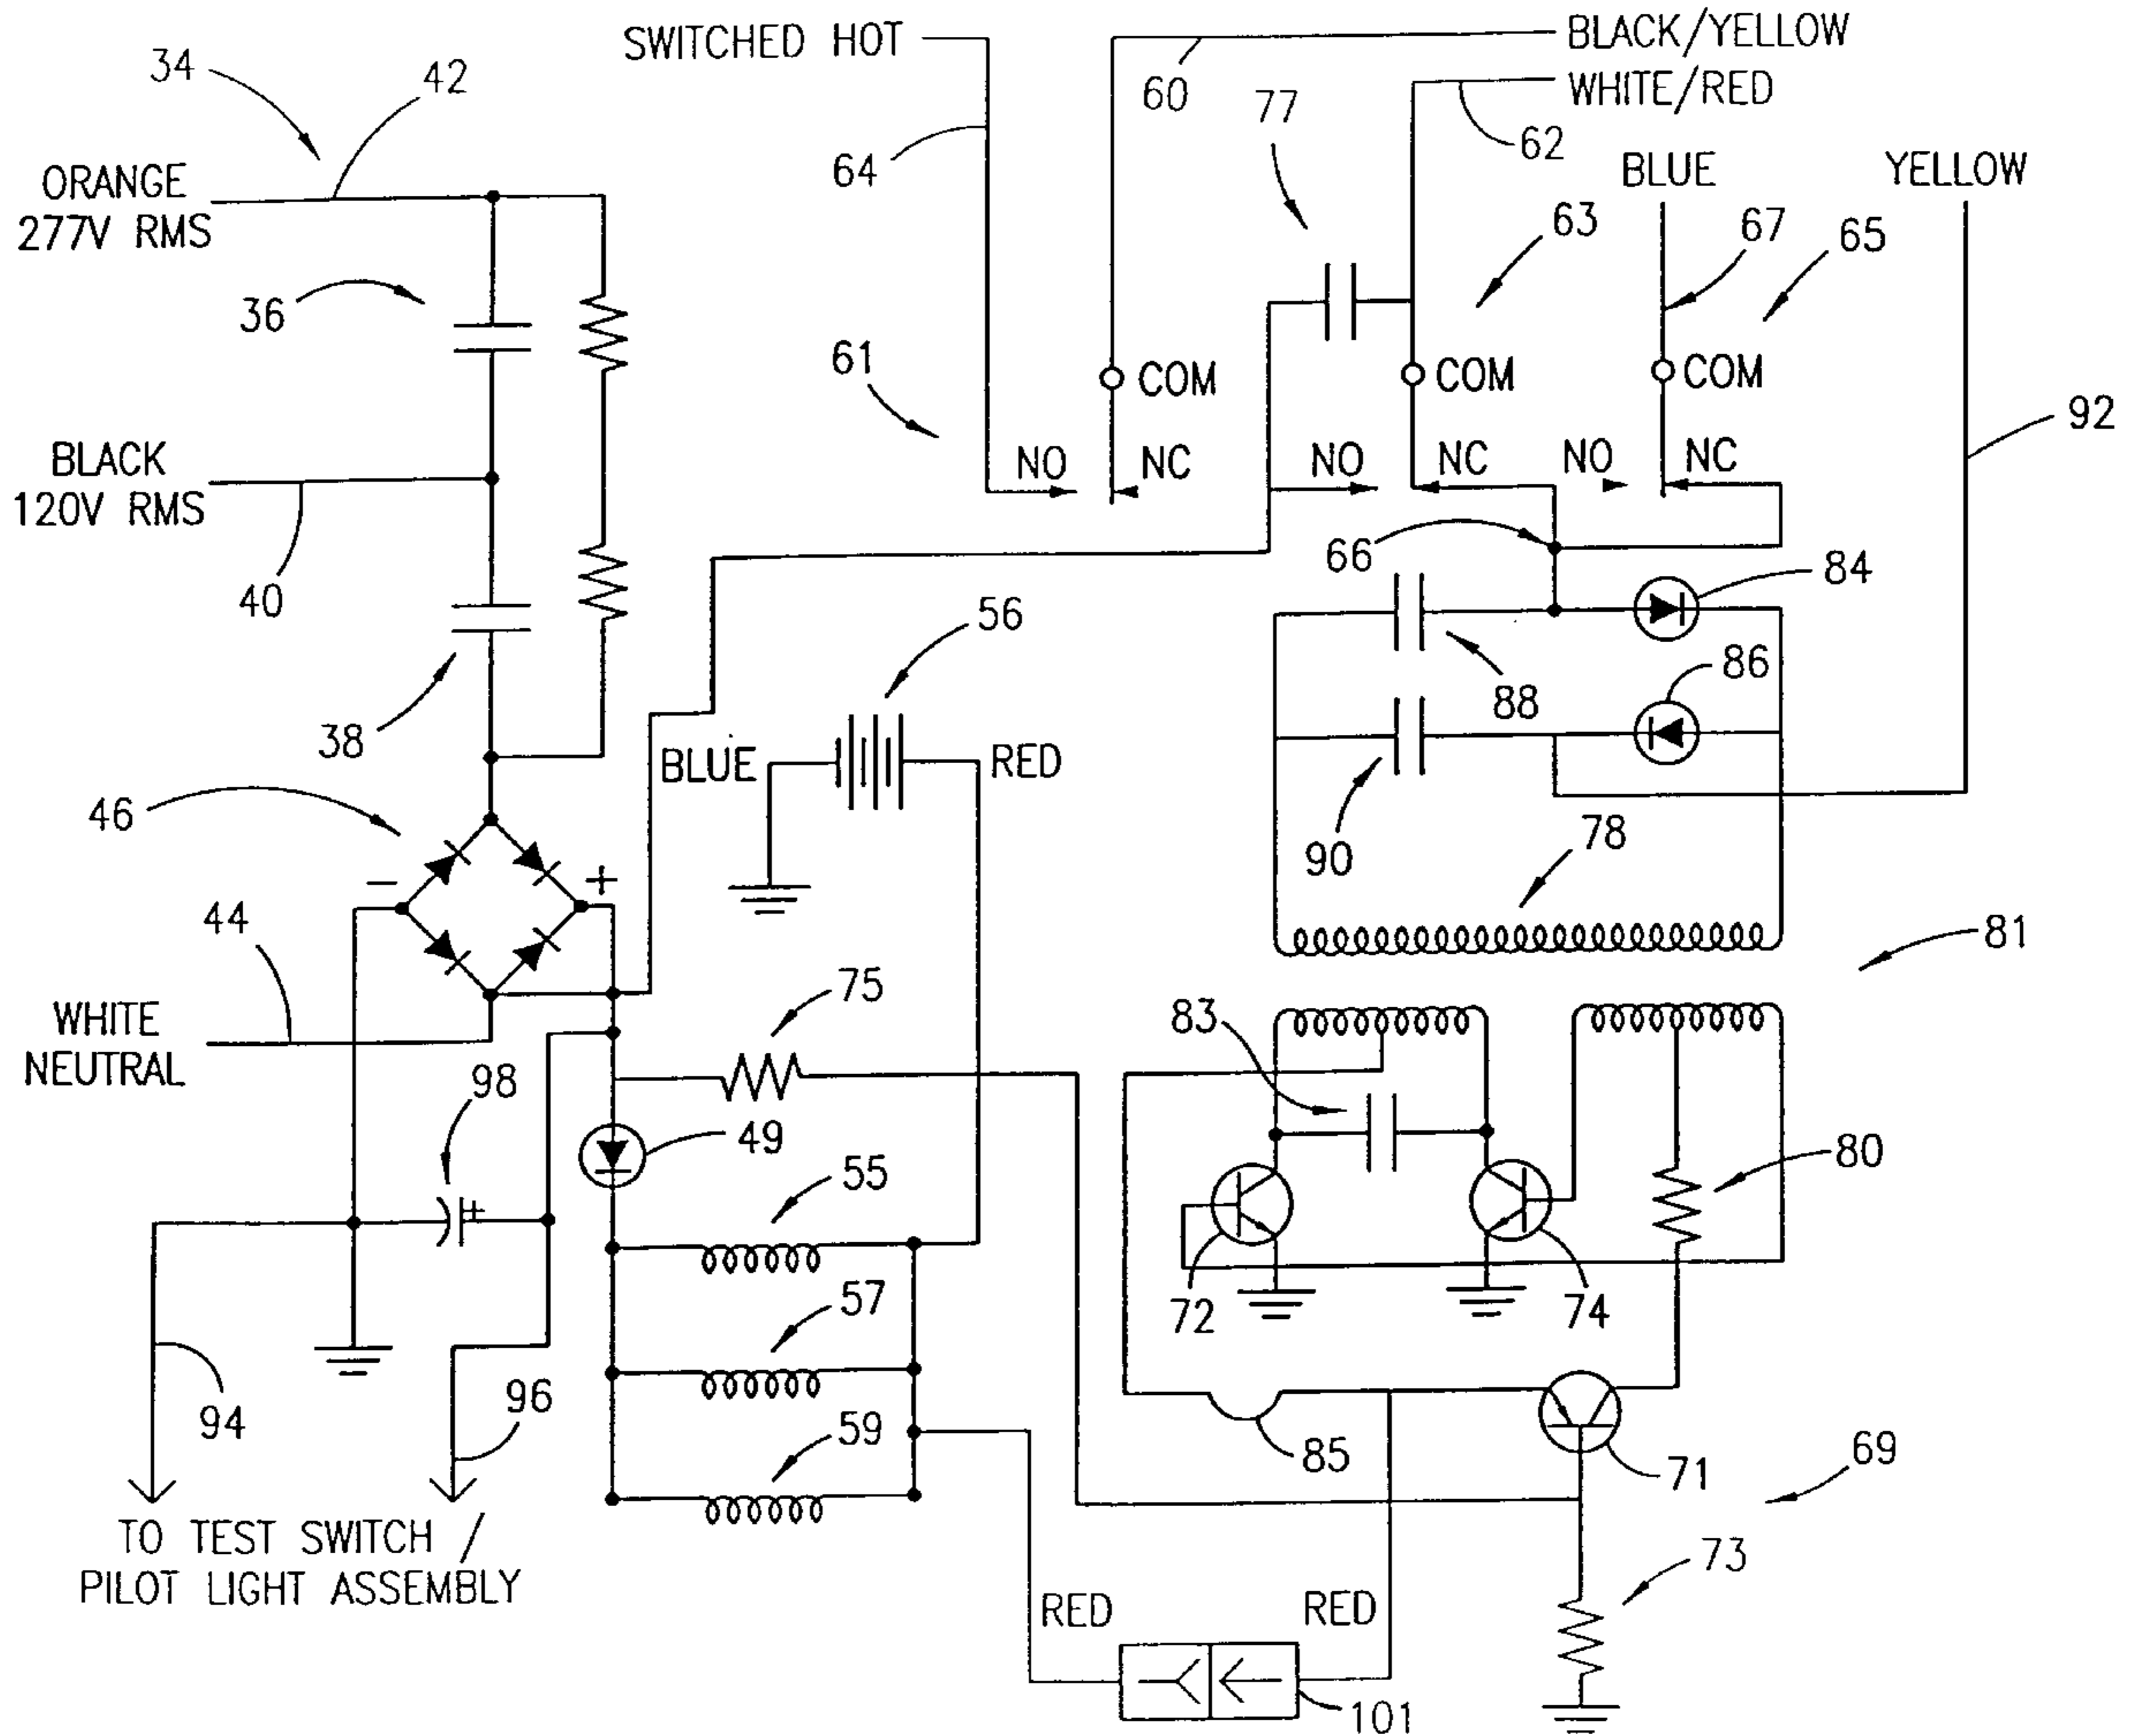 SWITCHED HOT
BLACK/YELLOW
WHITE/RED
34
42
60
77
62
64
BLUE
YELLOW
ORANGE
277V RMS
36
63
67
65
61
COM
COM
COM
92
BLACK
120V RMS
NO
NC
NO
NC
NO
NC
40
66
84
56
86
38
88
BLUE
RED
46
90
78
−
+
44
81
75
WHITE
NEUTRAL
83
98
49
80
+
55
57
72
74
94
96
59
85
71
69
TO TEST SWITCH /
PILOT LIGHT ASSEMBLY
73
RED
RED
101